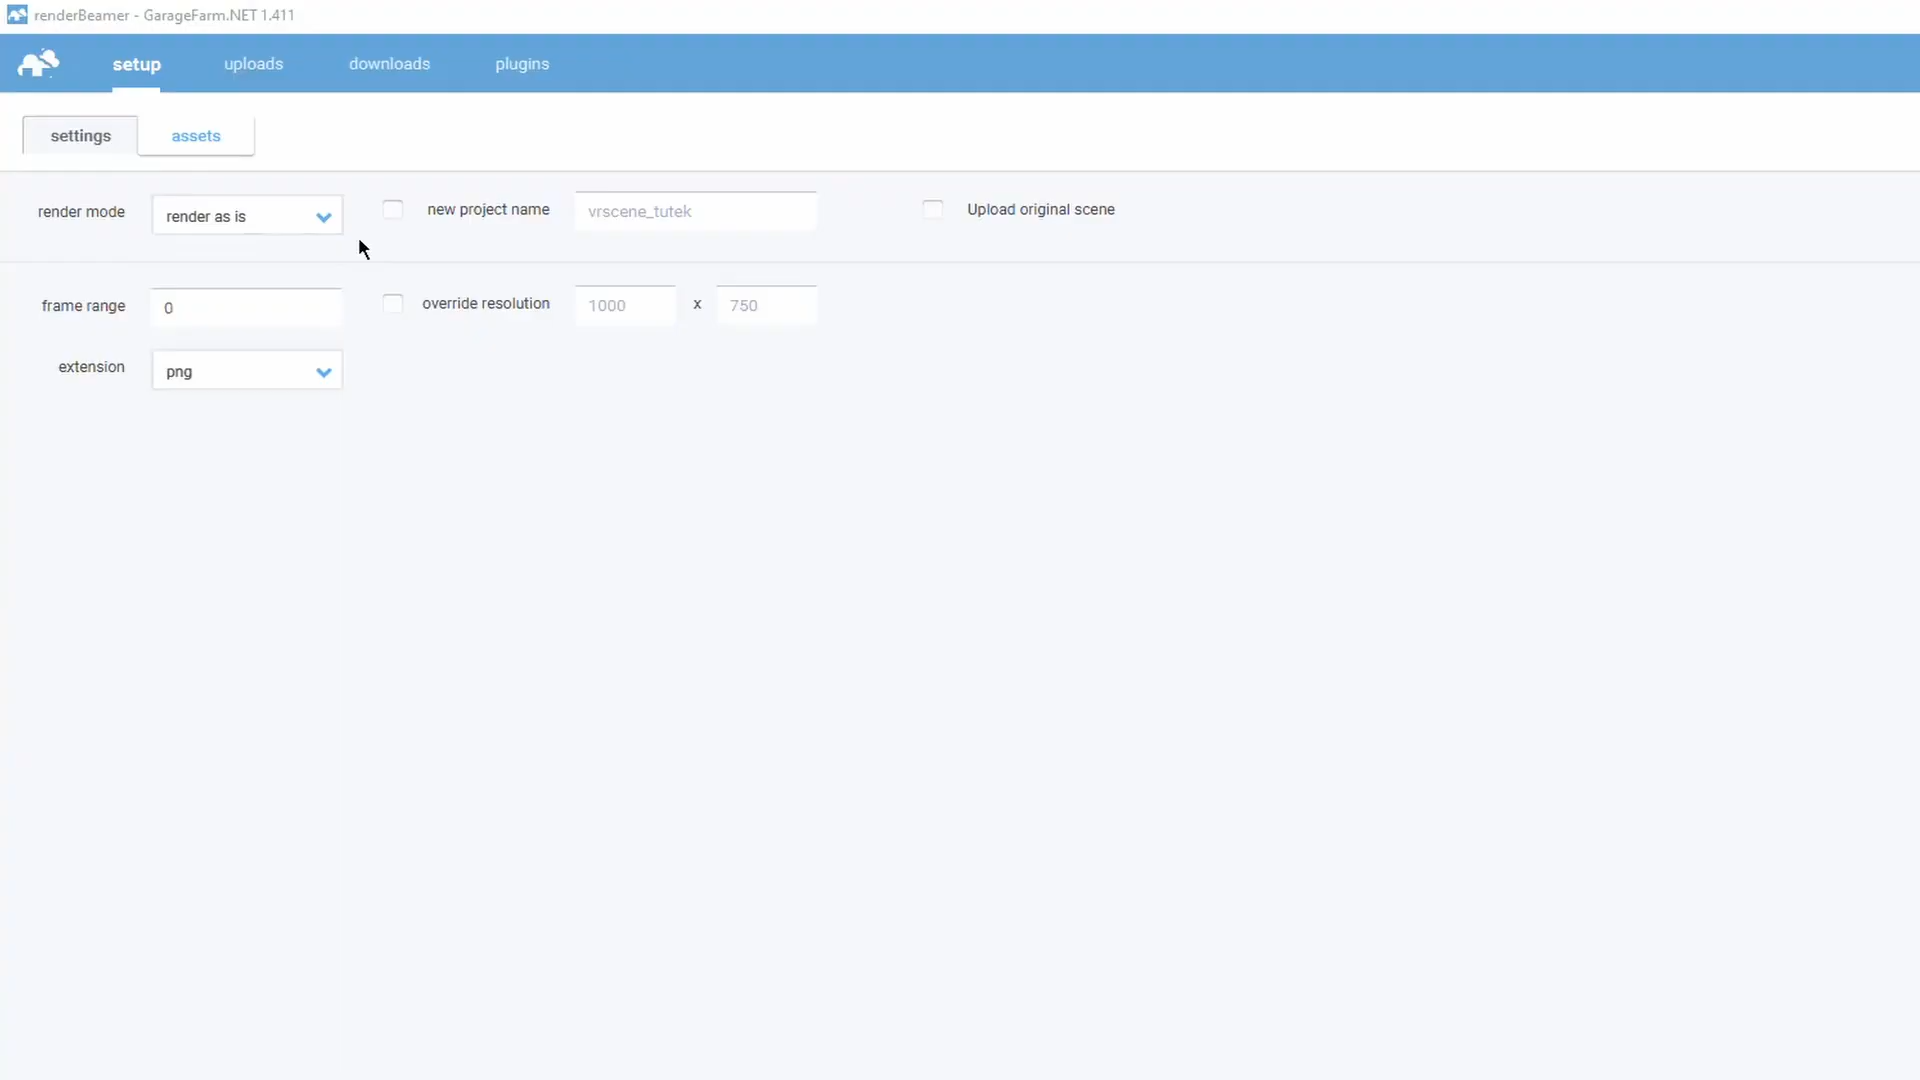 renderBeamer - GarageFarm.NET 1.411
setup uploads downloads plugins
settings assets
render mode render as is new project name vrscene_tutek Upload original scene
frame range 0 override resolution 1000 x 750
extension png